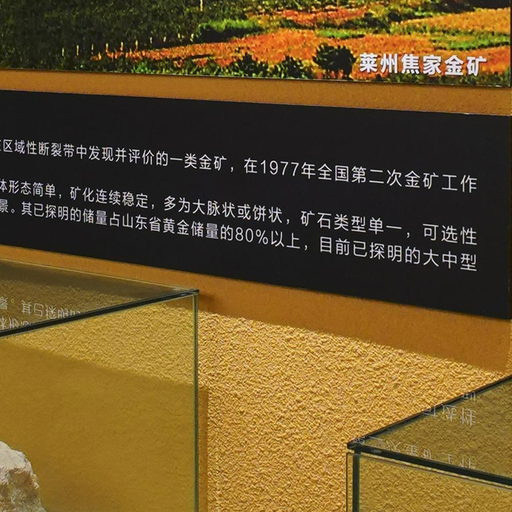 莱州焦家金矿
区域性断裂带中发现并评价的一类金矿，在1977年全国第二次金矿工作
体形态简单，矿化连续稳定，多为大脉状或饼状，矿石类型单一，可选性
景。其已探明的储量占山东省黄金储量的80%以上，目前已探明的大中型